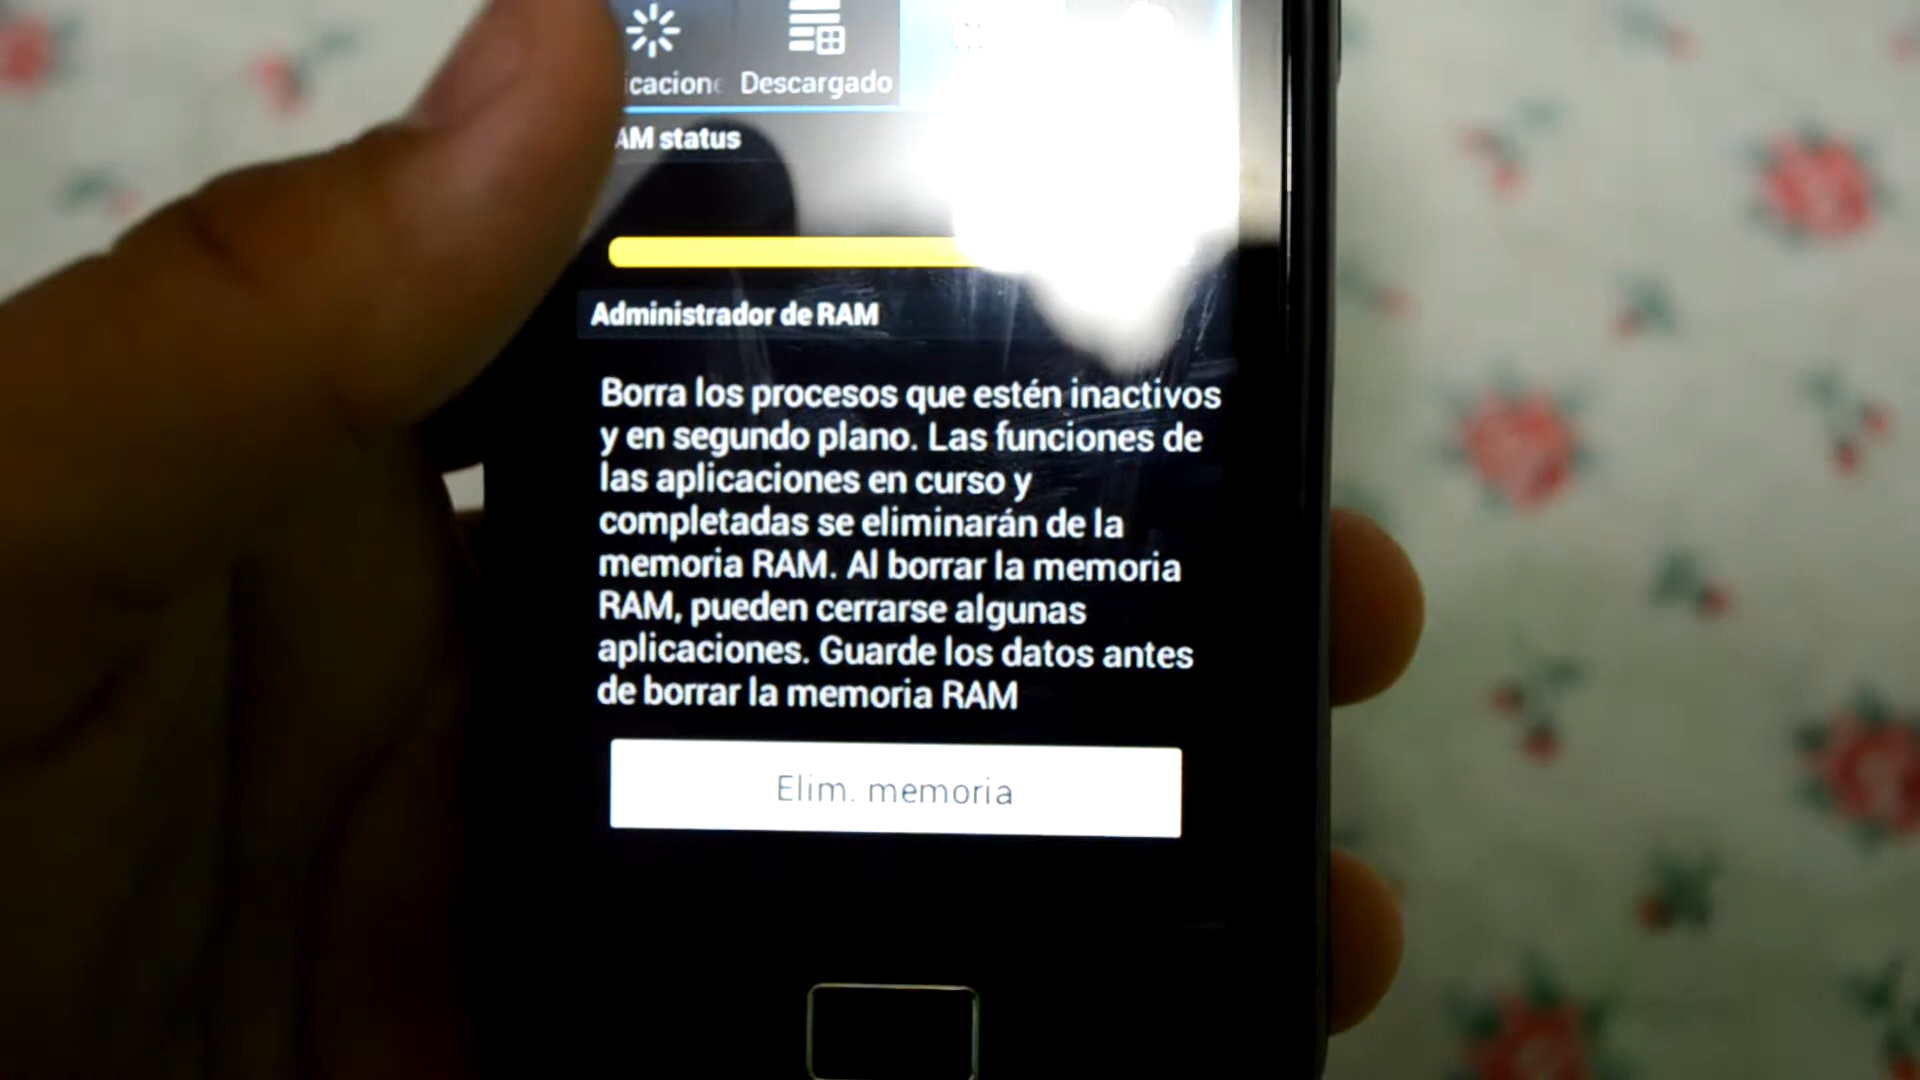 Descargado
status
Administrador de RAM
Borra los procesos que estén inactivos
y en segundo plano. Las funciones de
las aplicaciones en curso y
completadas se eliminarán de la
memoria RAM. Al borrar la memoria
RAM, pueden cerrarse algunas
aplicaciones. Guarde los datos antes
de borrar la memoria RAM
Elim. memoria